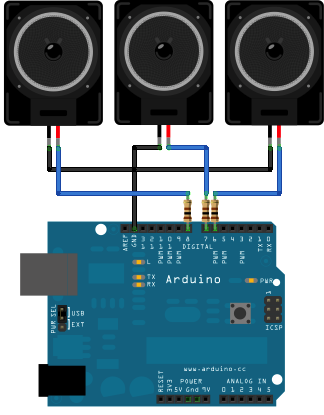 AREF
GND
13
12
11
10
9
8
7
6
5
4
3
2
1
0
PWM
PWM
PWM
PWM
PWM
PWM
TX
RX
DIGITAL
L
TX
RX
Arduino
PWR
PWR SEL
USB
EXT
1
ICSP
www.arduino.cc
RESET
3V3
POWER
5V Gnd 9V
ANALOG IN
0 1 2 3 4 5